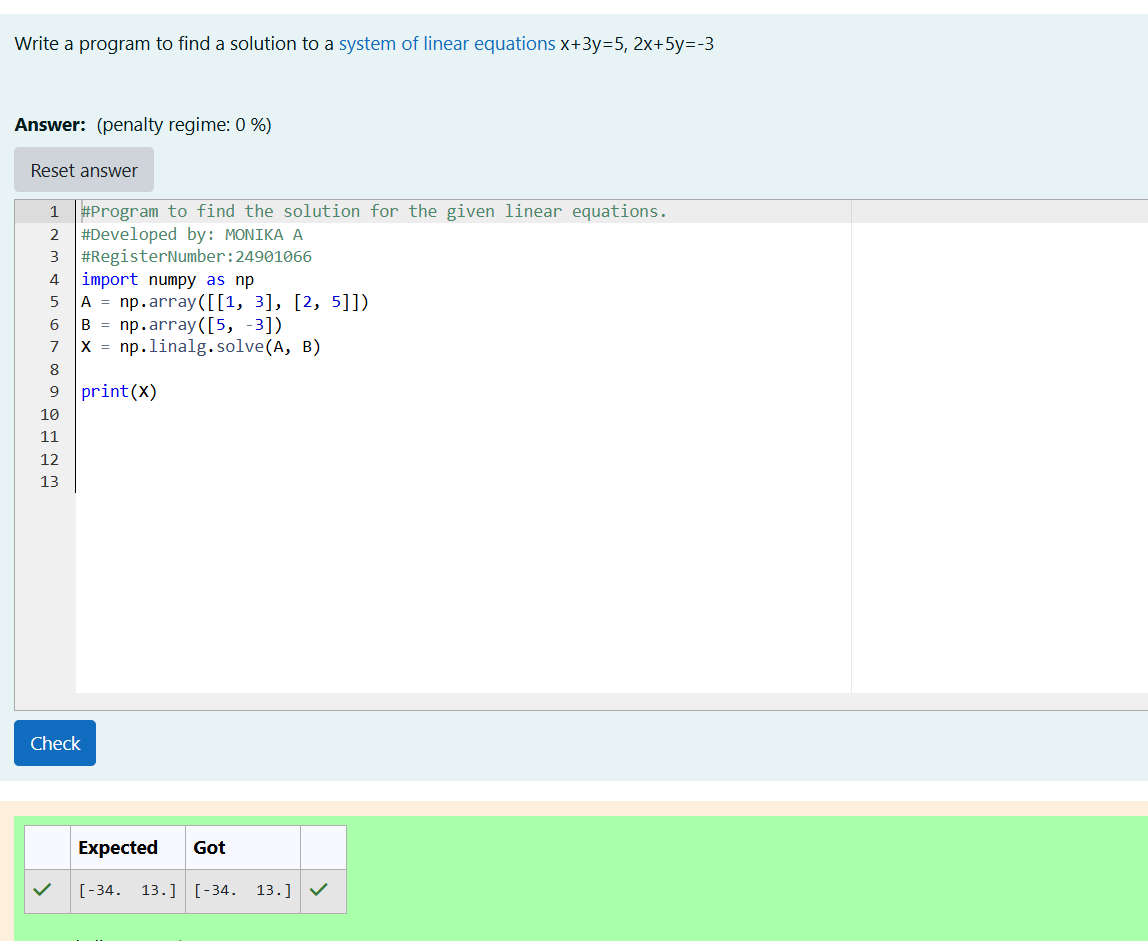 Write a program to find a solution to a system of linear equations x+3y=5, 2x+5y=-3
Answer: (penalty regime: 0 %)
Reset answer
1 #Program to find the solution for the given linear equations.
2 #Developed by: MONIKA A
3 #RegisterNumber:24901066
4 import numpy as np
5 A = np.array([[1, 3], [2, 5]])
6 B = np.array([5, -3])
7 X = np.linalg.solve(A, B)
8
9 print(X)
10
11
12
13
Check
Expected Got
[-34.  13.] [-34.  13.]